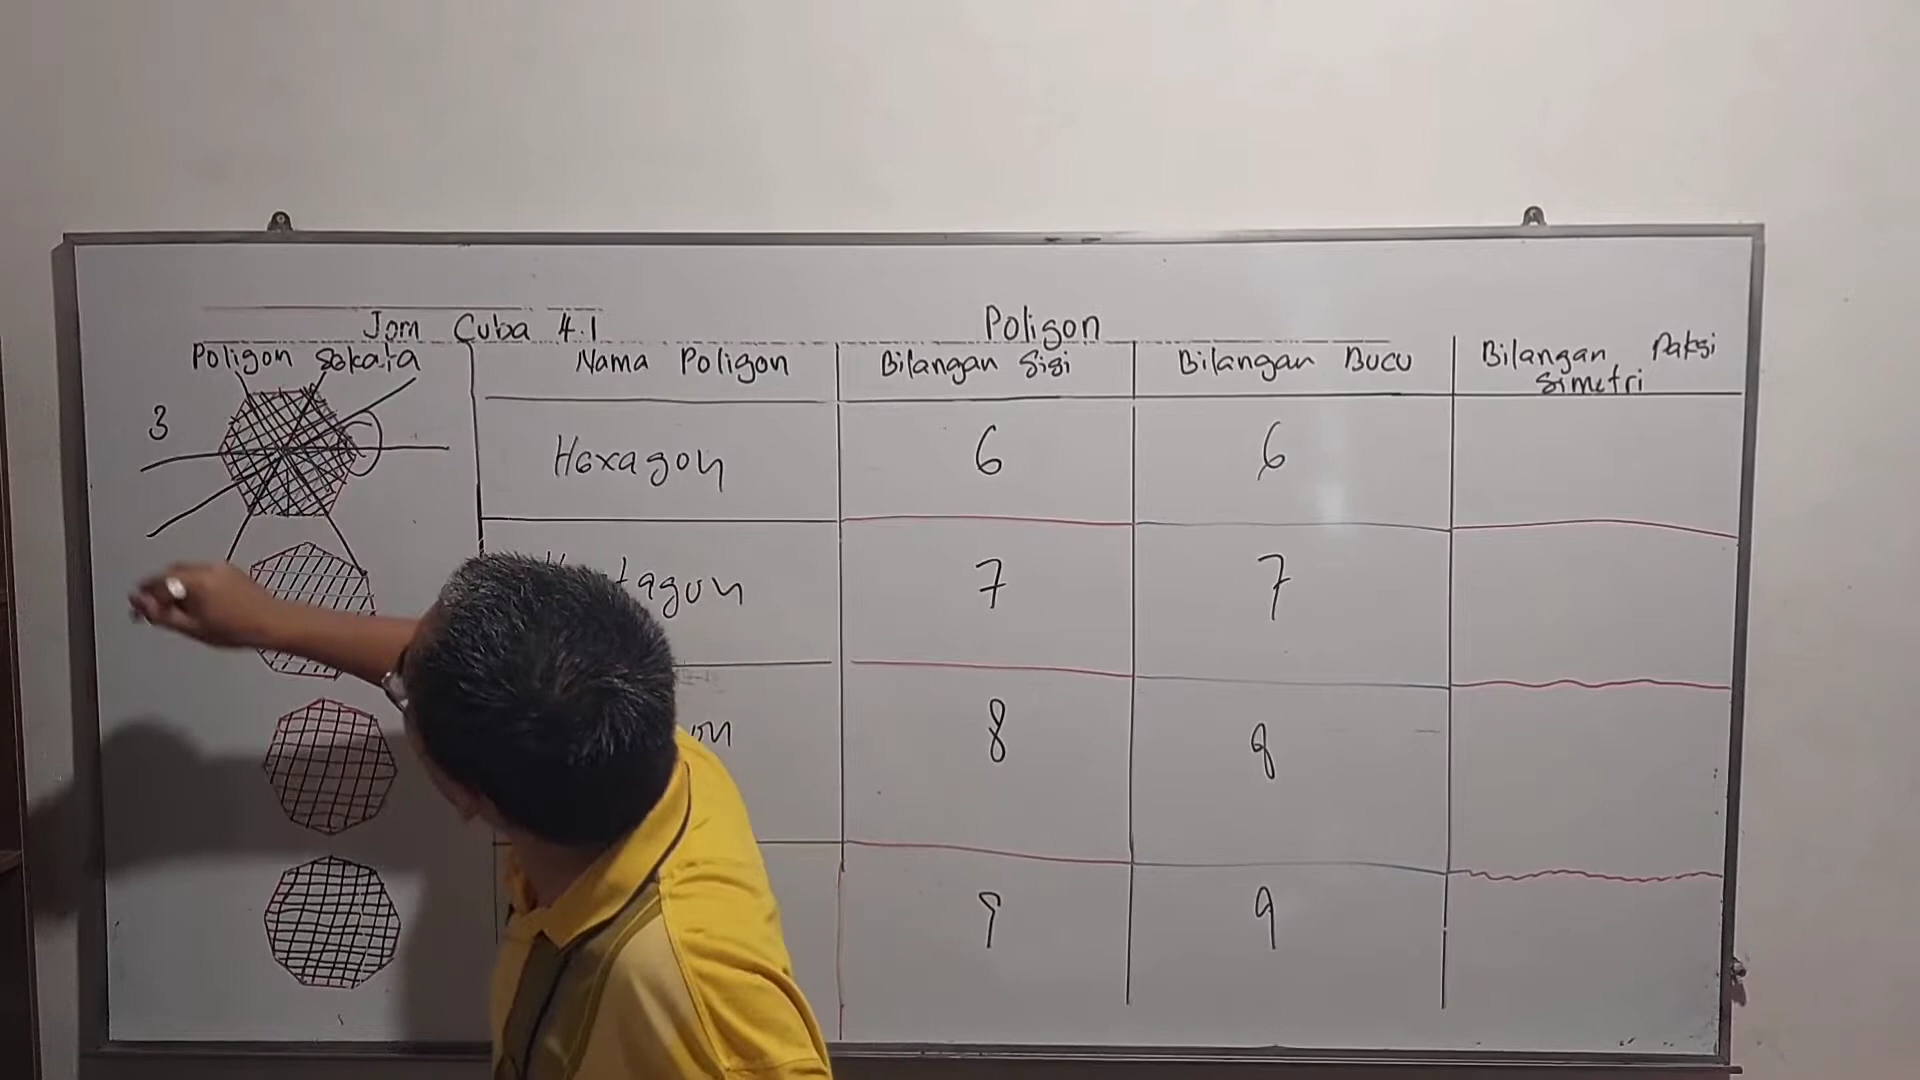 Jom Cuba 4.1
Poligon
Poligon Sekata
Nama Poligon
Bilangan Sisi
Bilangan Bucu
Bilangan Paksi
Simetri
3
Hexagon
6
6
7
7
8
8
9
9